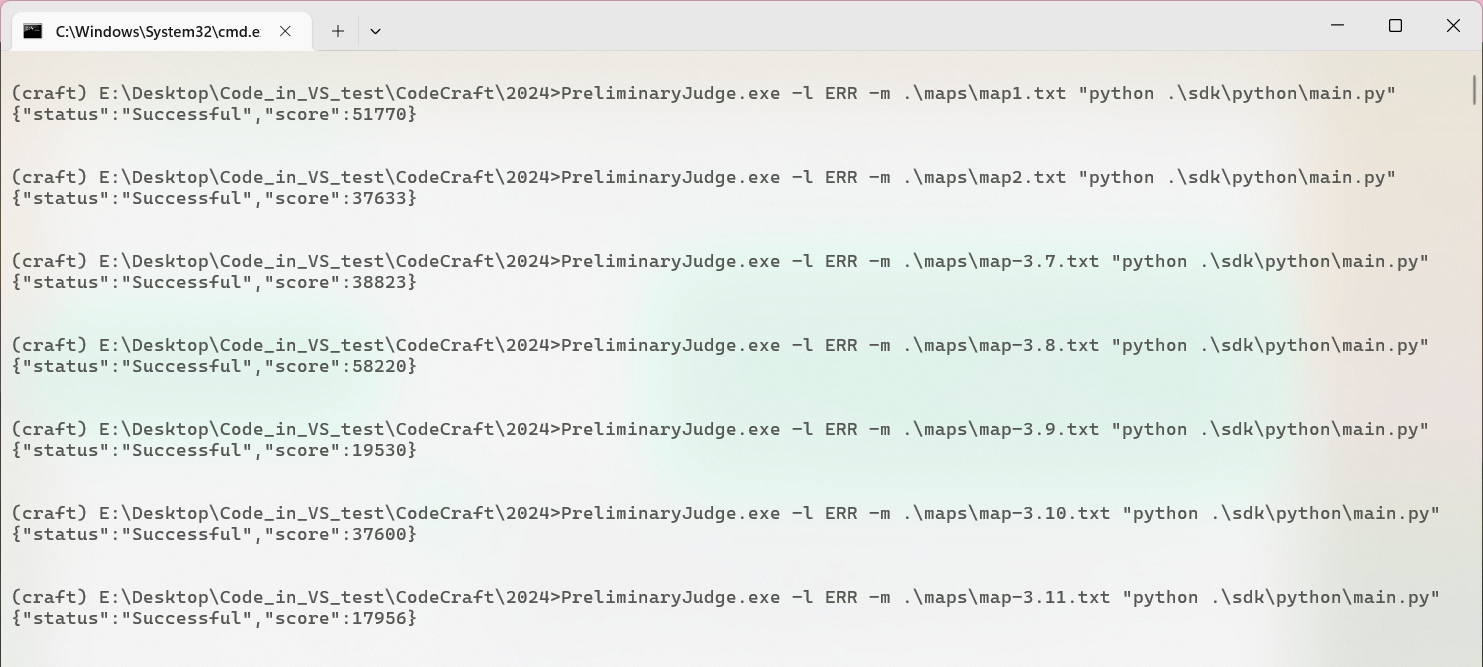 C:\Windows\System32\cmd.e
(craft) E:\Desktop\Code_in_VS_test\CodeCraft\2024>PreliminaryJudge.exe -l ERR -m .\maps\map1.txt "python .\sdk\python\main.py"
{"status":"Successful","score":51770}
(craft) E:\Desktop\Code_in_VS_test\CodeCraft\2024>PreliminaryJudge.exe -l ERR -m .\maps\map2.txt "python .\sdk\python\main.py"
{"status":"Successful","score":37633}
(craft) E:\Desktop\Code_in_VS_test\CodeCraft\2024>PreliminaryJudge.exe -l ERR -m .\maps\map-3.7.txt "python .\sdk\python\main.py"
{"status":"Successful","score":38823}
(craft) E:\Desktop\Code_in_VS_test\CodeCraft\2024>PreliminaryJudge.exe -l ERR -m .\maps\map-3.8.txt "python .\sdk\python\main.py"
{"status":"Successful","score":58220}
(craft) E:\Desktop\Code_in_VS_test\CodeCraft\2024>PreliminaryJudge.exe -l ERR -m .\maps\map-3.9.txt "python .\sdk\python\main.py"
{"status":"Successful","score":19530}
(craft) E:\Desktop\Code_in_VS_test\CodeCraft\2024>PreliminaryJudge.exe -l ERR -m .\maps\map-3.10.txt "python .\sdk\python\main.py"
{"status":"Successful","score":37600}
(craft) E:\Desktop\Code_in_VS_test\CodeCraft\2024>PreliminaryJudge.exe -l ERR -m .\maps\map-3.11.txt "python .\sdk\python\main.py"
{"status":"Successful","score":17956}